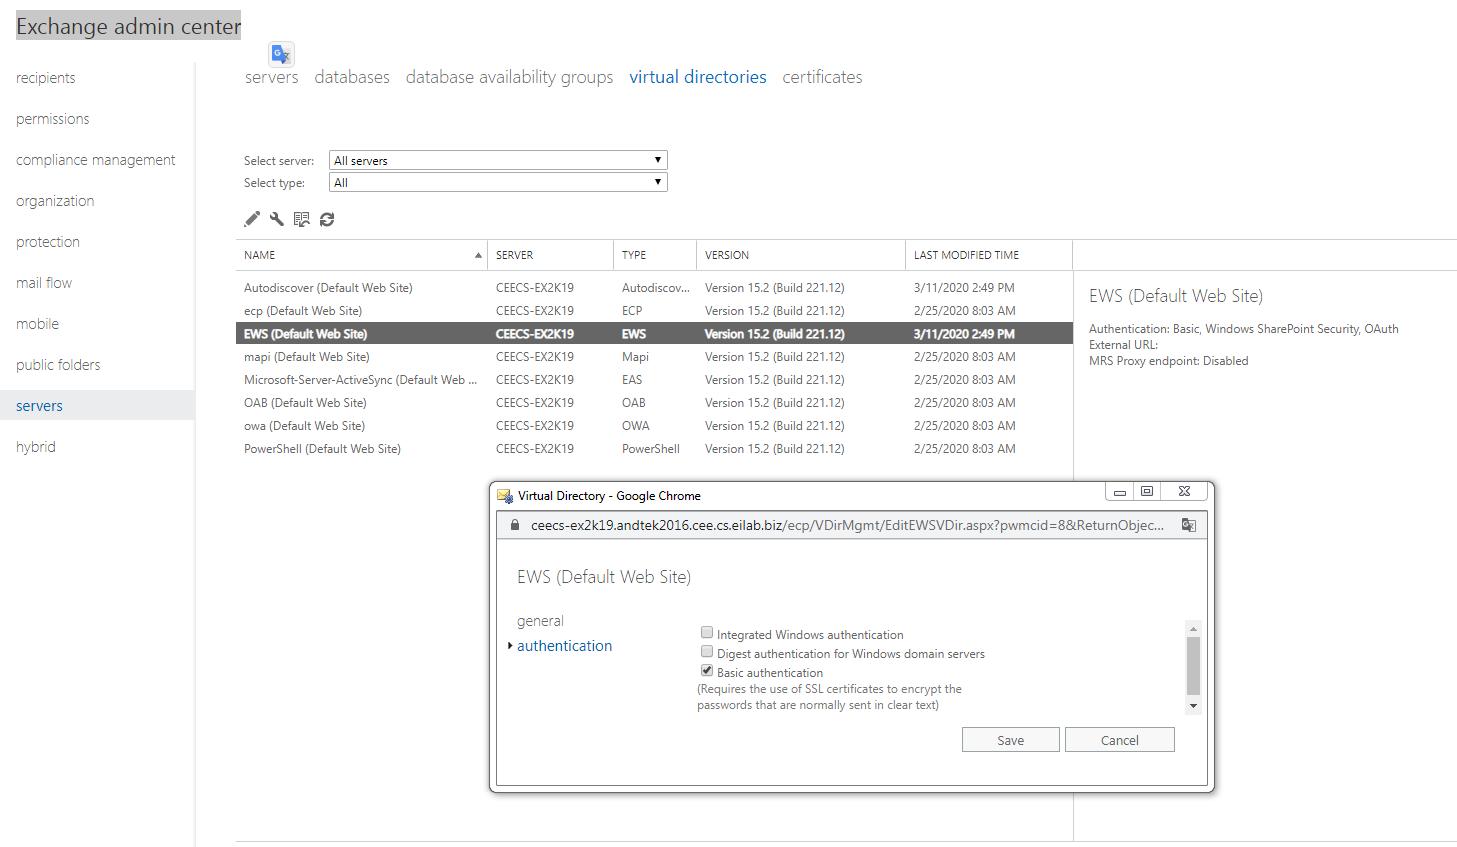 Exchange admin center
recipients
permissions
compliance management
organization
protection
mail flow
mobile
public folders
servers
hybrid
servers databases database availability groups virtual directories certificates
Select server: All servers
Select type: All
NAME SERVER TYPE VERSION LAST MODIFIED TIME
Autodiscover (Default Web Site) CEECS-EX2K19 Autodiscov... Version 15.2 (Build 221.12) 3/11/2020 2:49 PM
ecp (Default Web Site) CEECS-EX2K19 ECP Version 15.2 (Build 221.12) 2/25/2020 8:03 AM
EWS (Default Web Site) CEECS-EX2K19 EWS Version 15.2 (Build 221.12) 3/11/2020 2:49 PM
mapi (Default Web Site) CEECS-EX2K19 Mapi Version 15.2 (Build 221.12) 2/25/2020 8:03 AM
Microsoft-Server-ActiveSync (Default Web ... CEECS-EX2K19 EAS Version 15.2 (Build 221.12) 2/25/2020 8:03 AM
OAB (Default Web Site) CEECS-EX2K19 OAB Version 15.2 (Build 221.12) 2/25/2020 8:03 AM
owa (Default Web Site) CEECS-EX2K19 OWA Version 15.2 (Build 221.12) 2/25/2020 8:03 AM
PowerShell (Default Web Site) CEECS-EX2K19 PowerShell Version 15.2 (Build 221.12) 2/25/2020 8:03 AM
EWS (Default Web Site)
Authentication: Basic, Windows SharePoint Security, OAuth
External URL:
MRS Proxy endpoint: Disabled
Virtual Directory - Google Chrome
ceecs-ex2k19.andtek2016.cee.cs.eilab.biz/ecp/VDirMgmt/EditEWSVDir.aspx?pwmcid=8&ReturnObjec...
EWS (Default Web Site)
general
authentication
Integrated Windows authentication
Digest authentication for Windows domain servers
Basic authentication
(Requires the use of SSL certificates to encrypt the
passwords that are normally sent in clear text)
Save Cancel